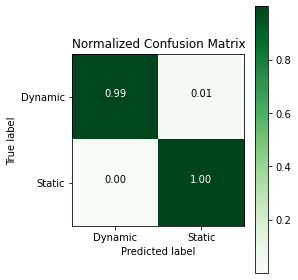 Normalized Confusion Matrix
True label
Dynamic
0.99
0.01
Static
0.00
1.00
Dynamic
Static
Predicted label
0.8
0.6
0.4
0.2